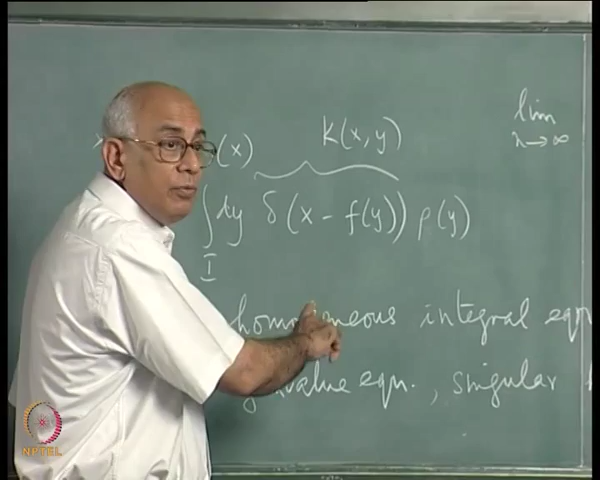 K(x, y)
lim
n→∞
(x)
∫ dy δ(x − f(y)) ρ(y)
I
homogeneous integral eqn
value eqn. , singular
NPTEL